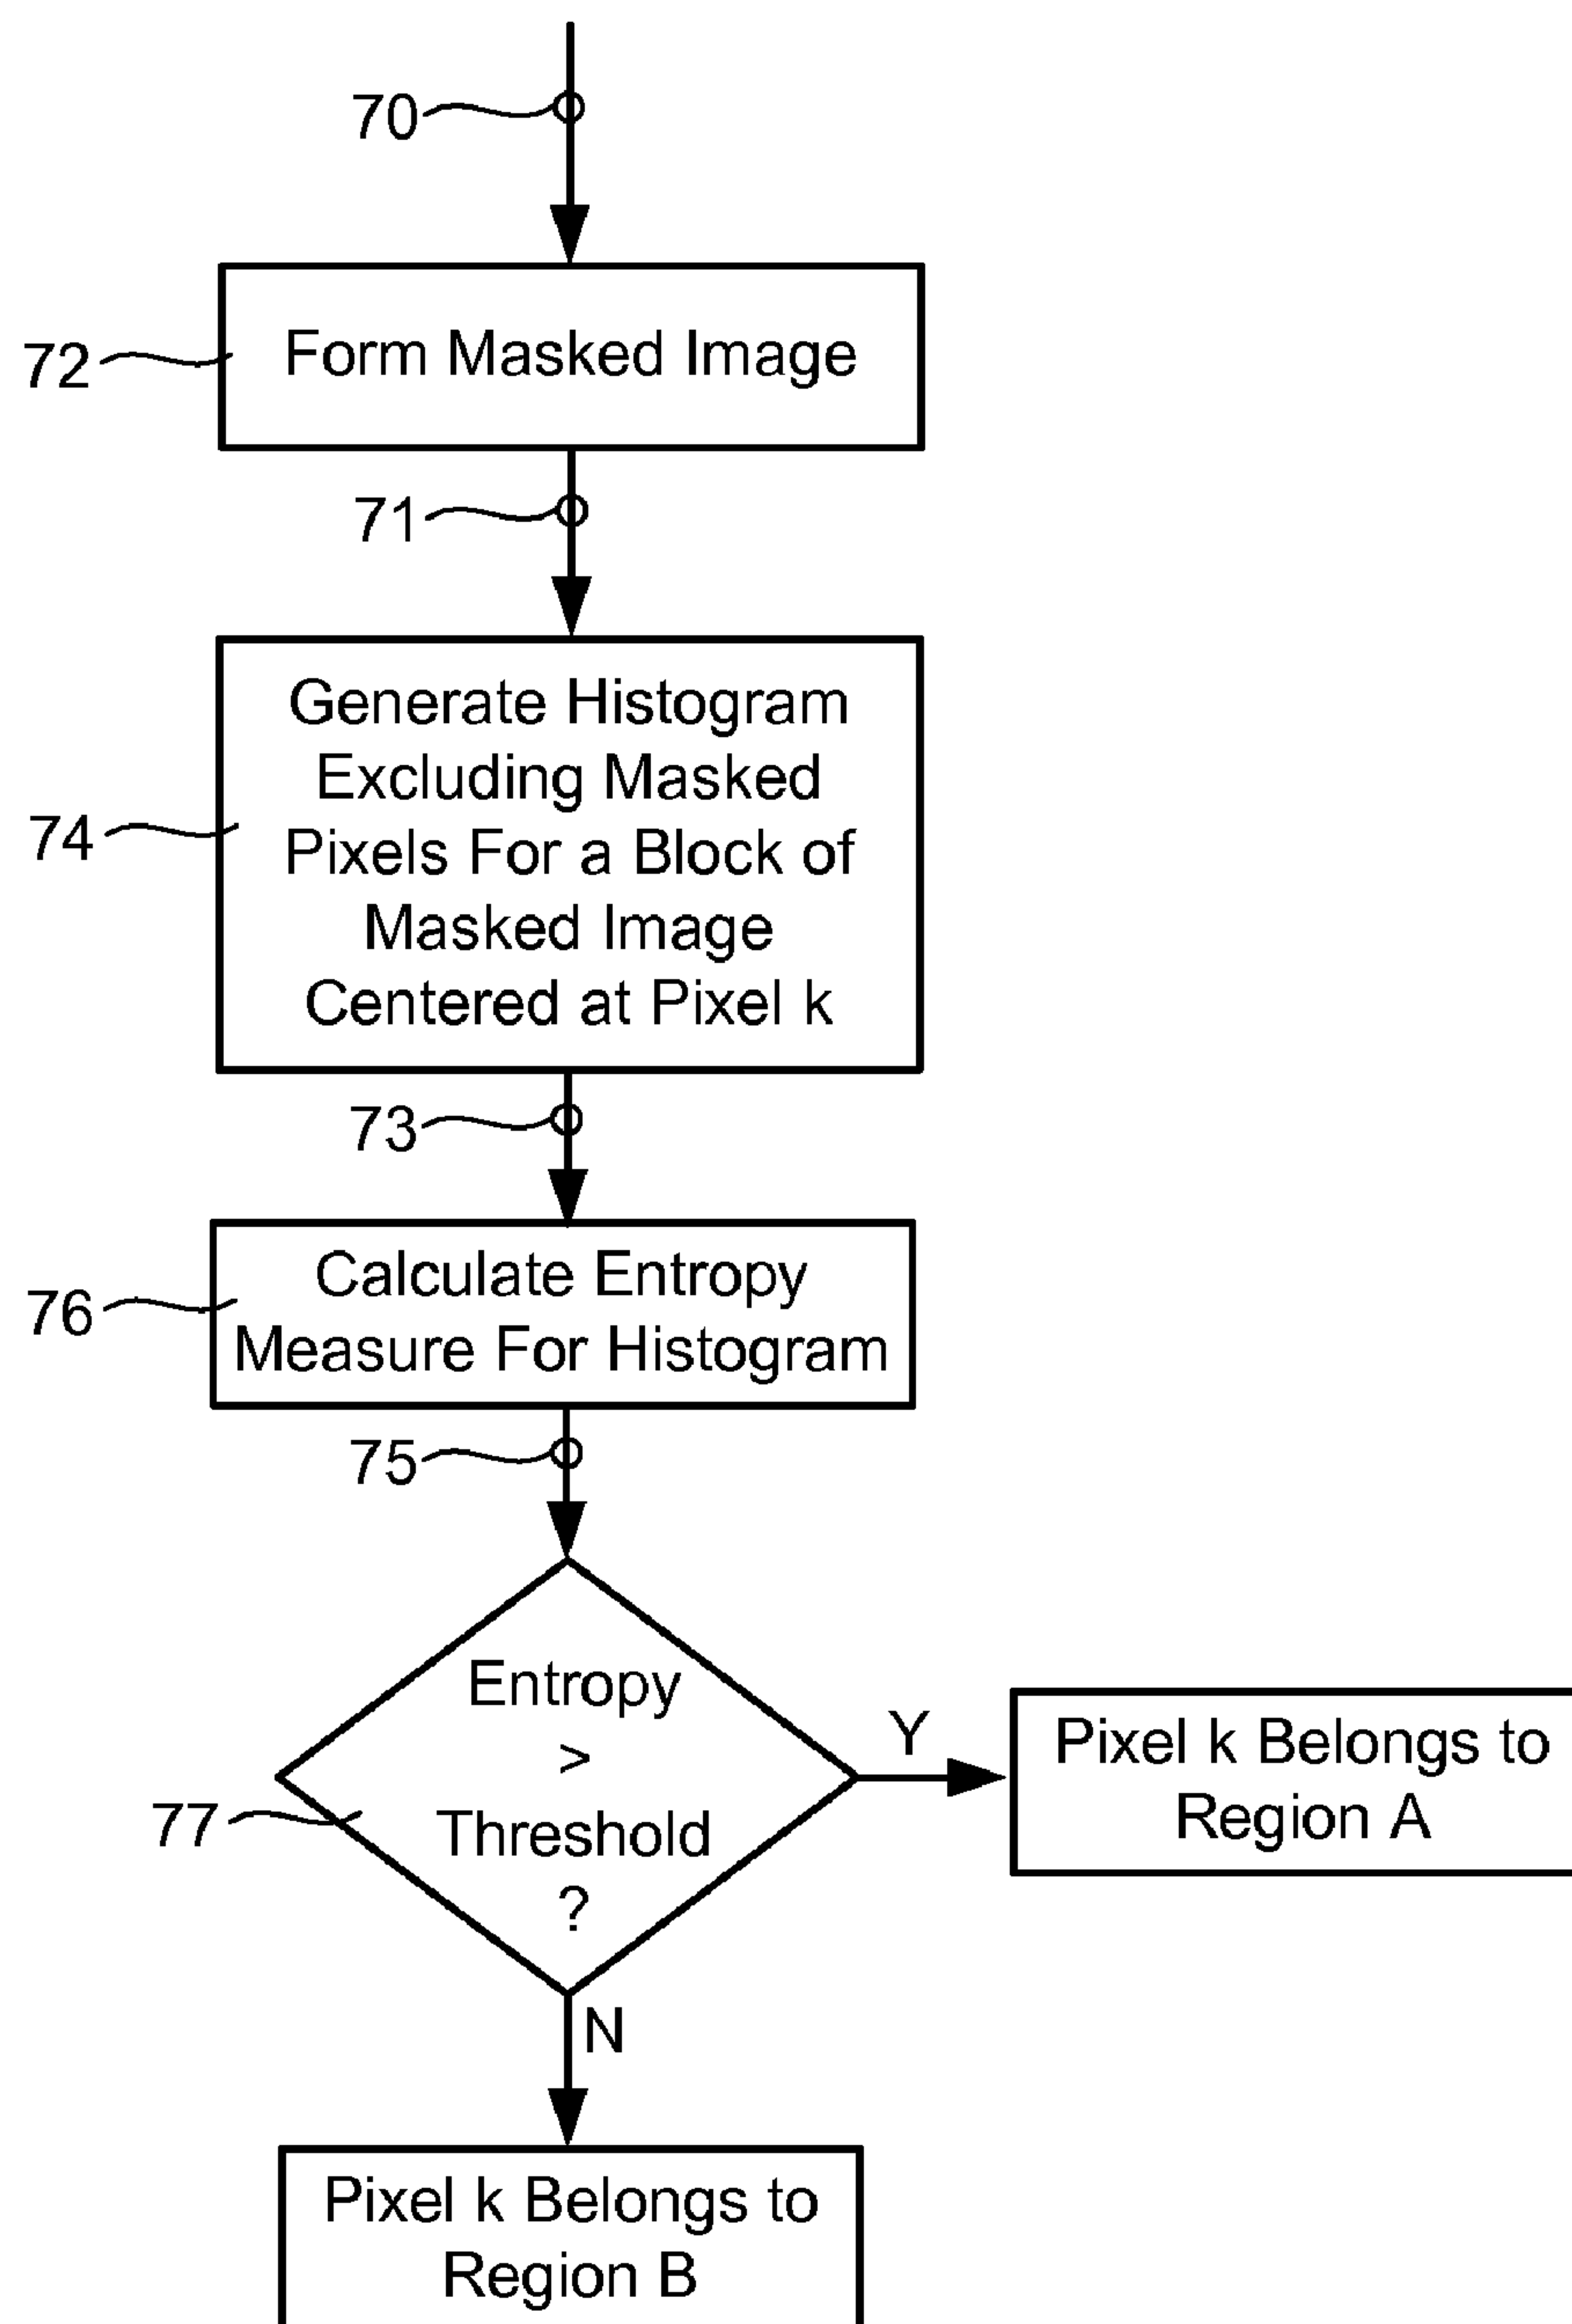 70
72
Form Masked Image
71
74
Generate Histogram
Excluding Masked
Pixels For a Block of
Masked Image
Centered at Pixel k
73
76
Calculate Entropy
Measure For Histogram
75
77
Entropy
>
Threshold
?
Y
Pixel k Belongs to
Region A
N
Pixel k Belongs to
Region B